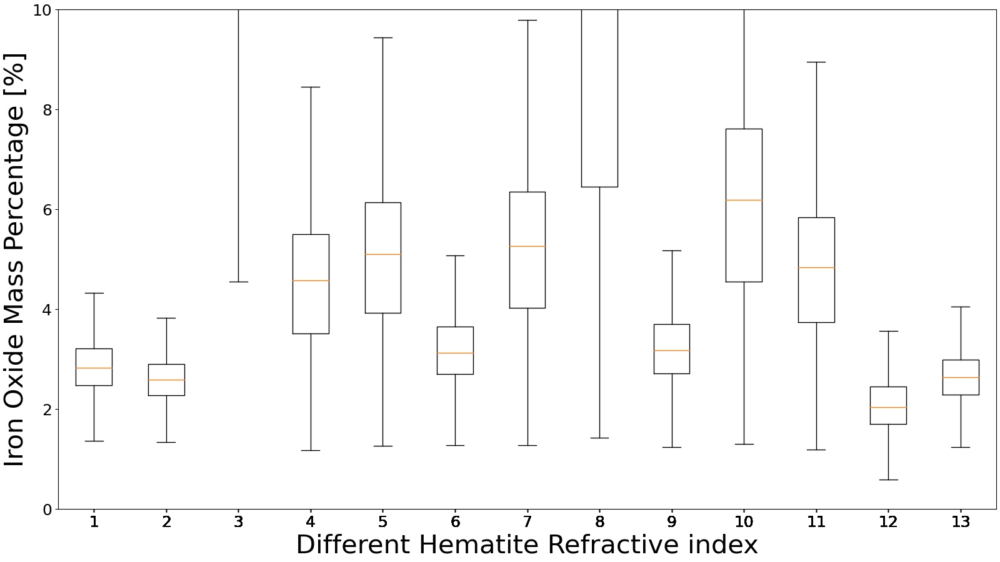 Iron Oxide Mass Percentage [%]
10
8
6
4
2
0
1 2 3 4 5 6 7 8 9 10 11 12 13
Different Hematite Refractive index